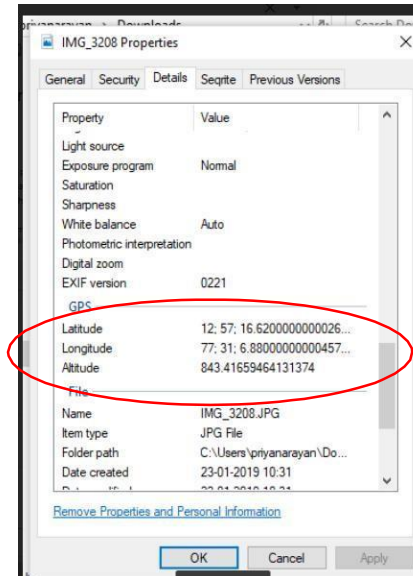 Downloads
Search Do
IMG_3208 Properties
General Security Details Seqrite Previous Versions
Property Value
Light source
Exposure program Normal
Saturation
Sharpness
White balance Auto
Photometric interpretation
Digital zoom
EXIF version 0221
GPS
Latitude 12; 57; 16.6200000000026...
Longitude 77; 31; 6.88000000000457...
Altitude 843.41659464131374
File
Name IMG_3208.JPG
Item type JPG File
Folder path C:\Users\priyanarayan\Do...
Date created 23-01-2019 10:31
Remove Properties and Personal Information
OK Cancel Apply